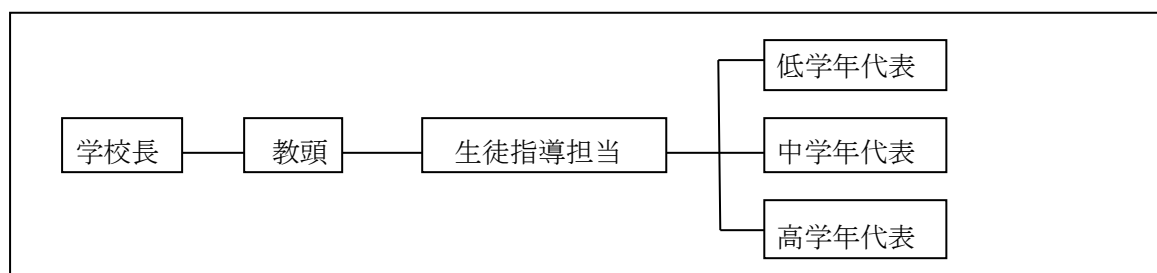 低学年代表
学校長
教頭
生徒指導担当
中学年代表
高学年代表